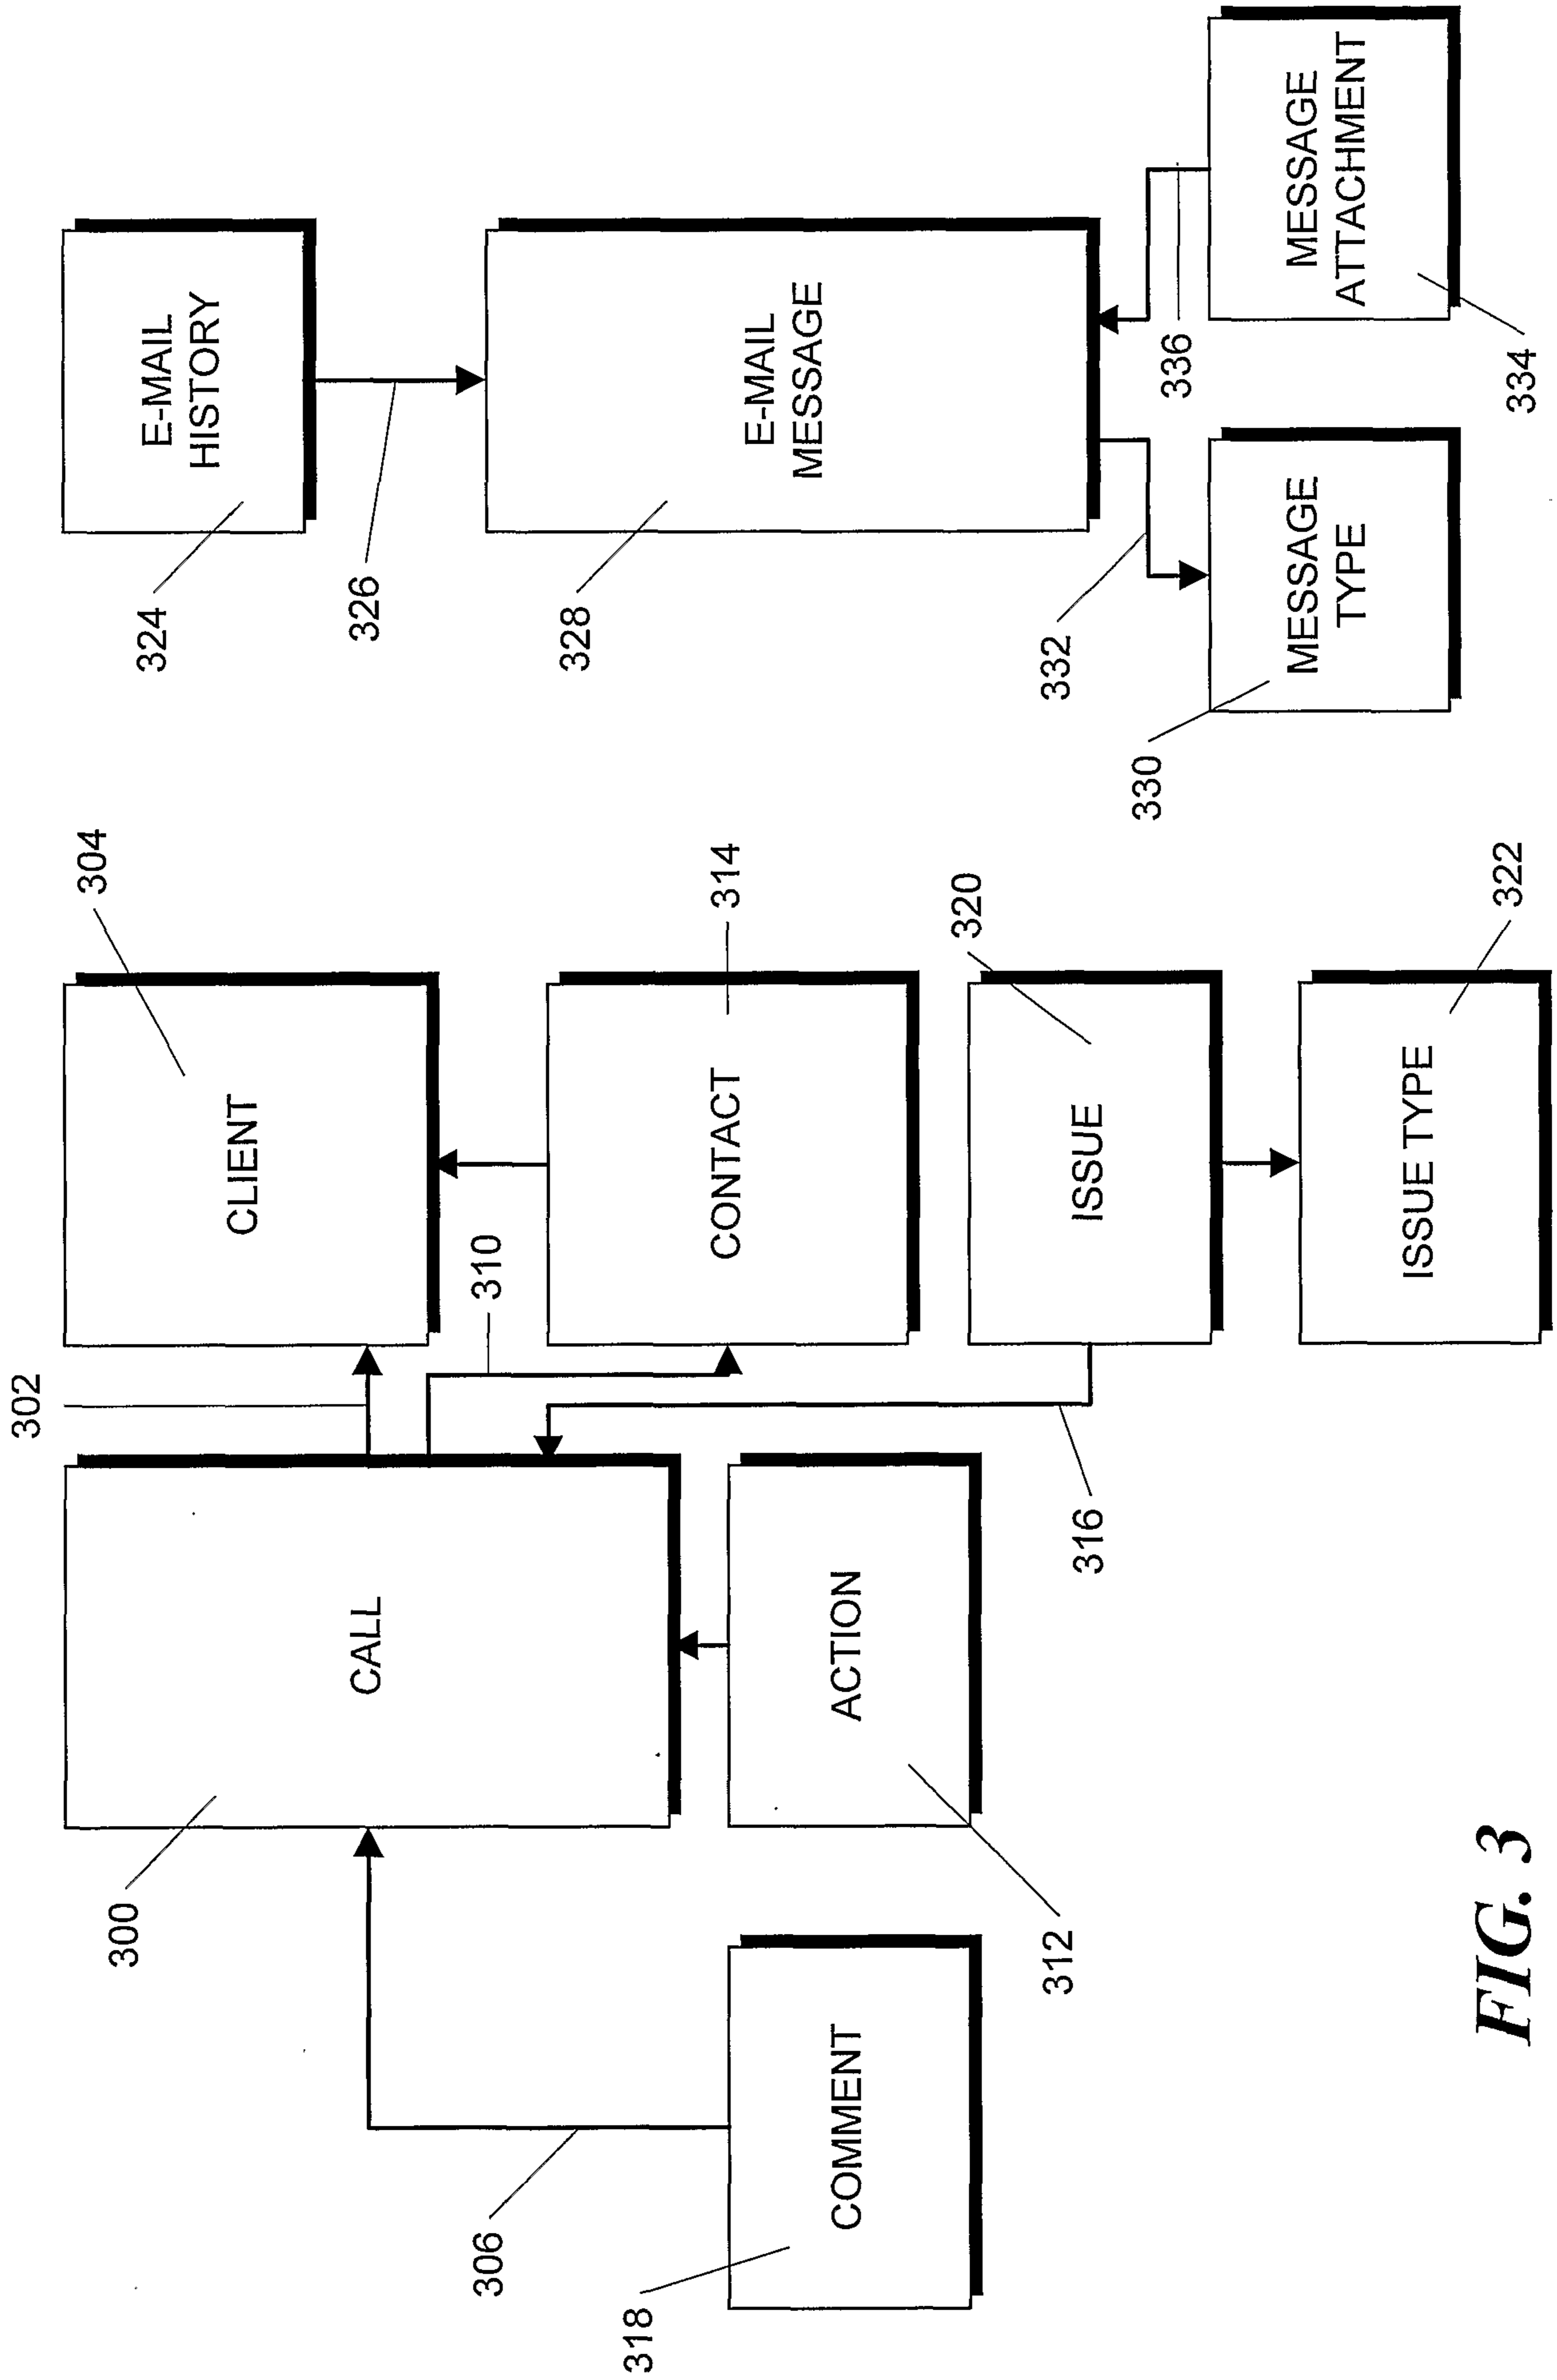 302
304
CLIENT
300
CALL
310
314
CONTACT
306
318
COMMENT
312
ACTION
316
320
ISSUE
322
ISSUE TYPE
324
E-MAIL
HISTORY
326
328
E-MAIL
MESSAGE
332
336
330
MESSAGE
TYPE
334
MESSAGE
ATTACHMENT
FIG. 3